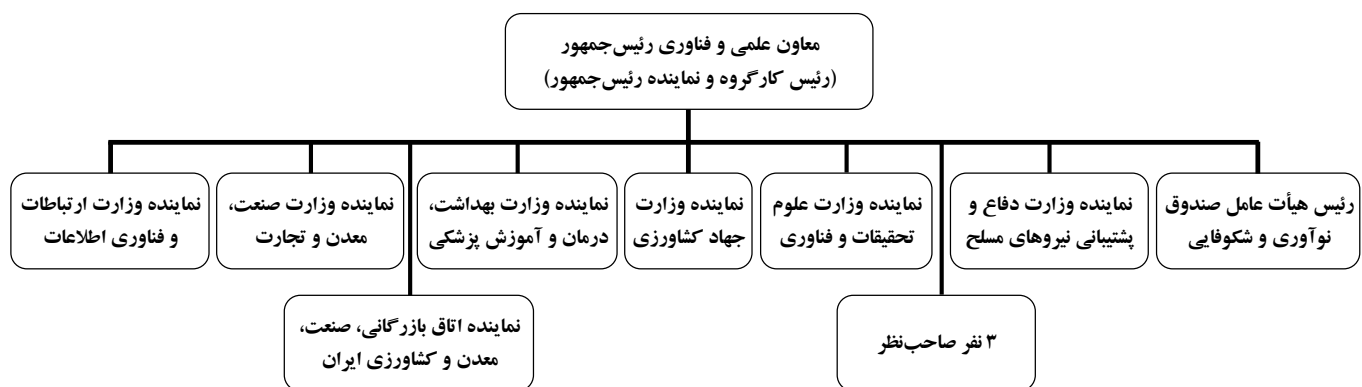 معاون علمی و فناوری رئیس‌جمهور
(رئیس کارگروه و نماینده رئیس‌جمهور)
رئیس هیأت عامل صندوق
نوآوری و شکوفایی
نماینده وزارت دفاع و
پشتیبانی نیروهای مسلح
نماینده وزارت علوم
تحقیقات و فناوری
نماینده وزارت
جهاد کشاورزی
نماینده وزارت بهداشت،
درمان و آموزش پزشکی
نماینده وزارت صنعت،
معدن و تجارت
نماینده وزارت ارتباطات
و فناوری اطلاعات
۳ نفر صاحب‌نظر
نماینده اتاق بازرگانی، صنعت،
معدن و کشاورزی ایران